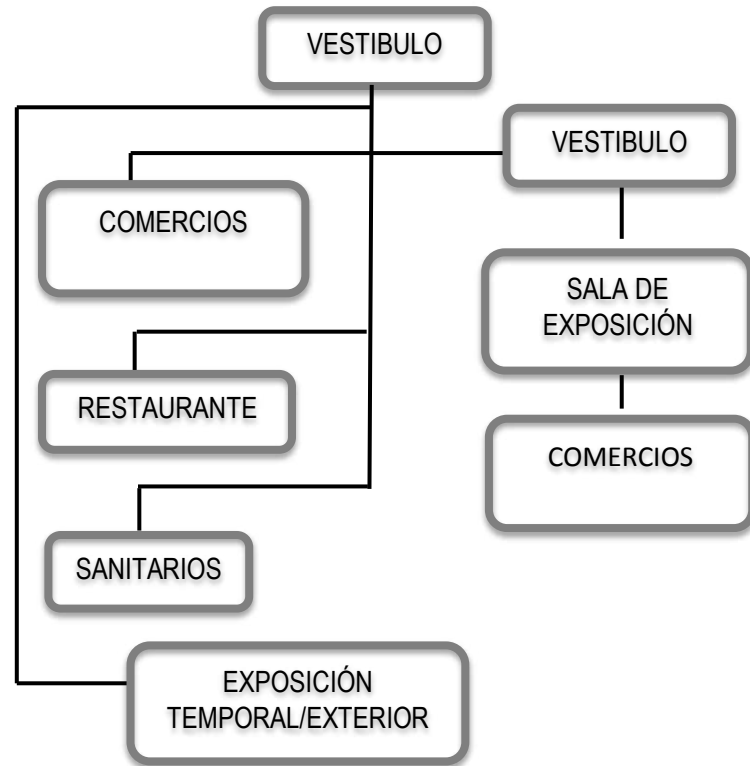 VESTIBULO
VESTIBULO
COMERCIOS
SALA DE
EXPOSICIÓN
RESTAURANTE
COMERCIOS
SANITARIOS
EXPOSICIÓN
TEMPORAL/EXTERIOR